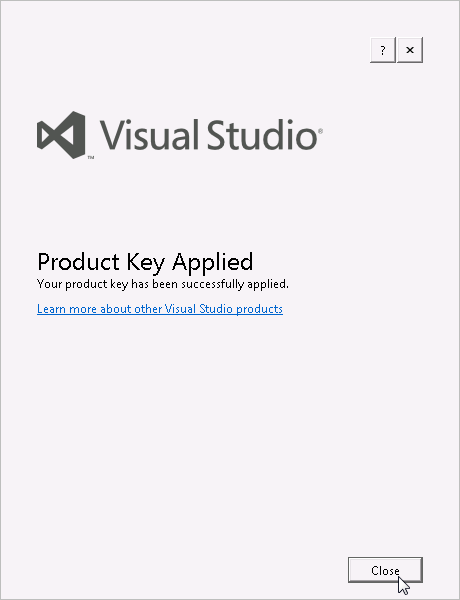 ?
Visual Studio®
™
Product Key Applied
Your product key has been successfully applied.
Learn more about other Visual Studio products
Close